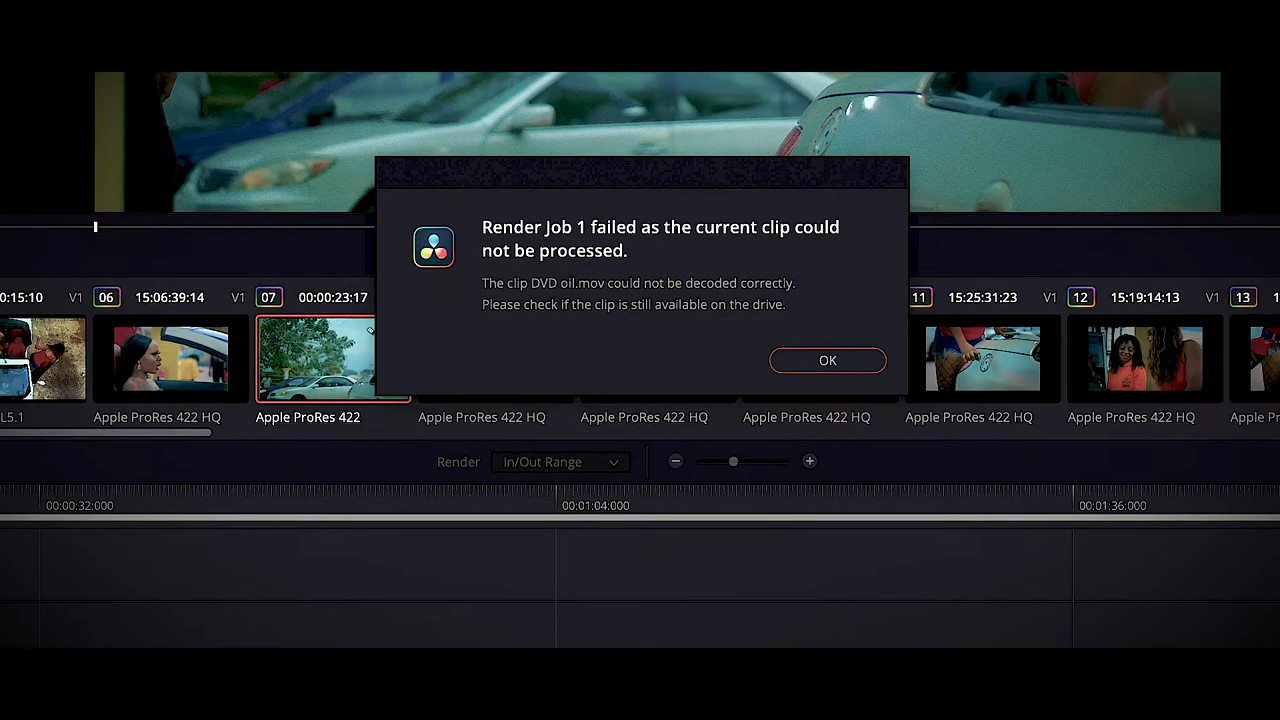 Render Job 1 failed as the current clip could
not be processed.
The clip DVD oil.mov could not be decoded correctly.
Please check if the clip is still available on the drive.
OK
0:15:10 V1 06 15:06:39:14 V1 07 00:00:23:17 11 15:25:31:23 V1 12 15:19:14:13 V1 13 1
L5.1 Apple ProRes 422 HQ Apple ProRes 422 Apple ProRes 422 HQ Apple ProRes 422 HQ Apple ProRes 422 HQ Apple ProRes 422 HQ Apple ProRes 422 HQ Apple Pr
Render In/Out Range
00:00:32:000 00:01:04:000 00:01:36:000